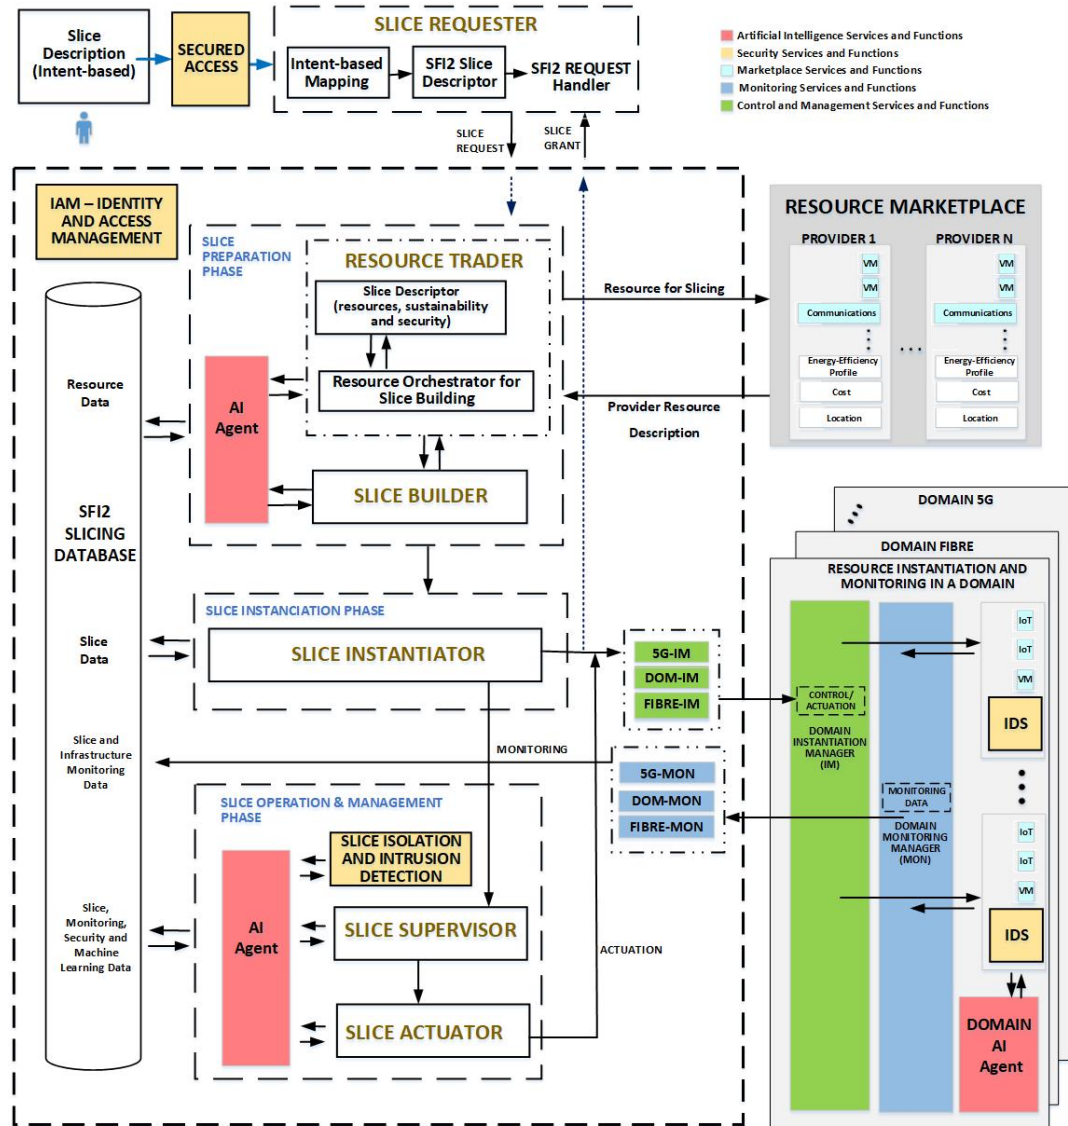 Slice
Description
(Intent-based)
SECURED
ACCESS
SLICE REQUESTER
Intent-based
Mapping
SFI2 Slice
Descriptor
SFI2 REQUEST
Handler
Artificial Intelligence Services and Functions
Security Services and Functions
Marketplace Services and Functions
Monitoring Services and Functions
Control and Management Services and Functions
SLICE
REQUEST
SLICE
GRANT
IAM – IDENTITY
AND ACCESS
MANAGEMENT
SLICE
PREPARATION
PHASE
RESOURCE TRADER
Slice Descriptor
(resources, sustainability
and security)
Resource Orchestrator for
Slice Building
AI
Agent
SLICE BUILDER
Resource for Slicing
Provider Resource
Description
RESOURCE MARKETPLACE
PROVIDER 1
VM
VM
Communications
Energy-Efficiency
Profile
Cost
Location
...
PROVIDER N
VM
VM
Communications
Energy-Efficiency
Profile
Cost
Location
Resource
Data
SFI2
SLICING
DATABASE
Slice
Data
Slice and
Infrastructure
Monitoring
Data
Slice,
Monitoring,
Security and
Machine
Learning Data
SLICE INSTANCIATION PHASE
SLICE INSTANTIATOR
5G-IM
DOM-IM
FIBRE-IM
MONITORING
5G-MON
DOM-MON
FIBRE-MON
SLICE OPERATION & MANAGEMENT
PHASE
SLICE ISOLATION
AND INTRUSION
DETECTION
AI
Agent
SLICE SUPERVISOR
SLICE ACTUATOR
ACTUATION
DOMAIN 5G
DOMAIN FIBRE
RESOURCE INSTANTIATION AND
MONITORING IN A DOMAIN
CONTROL/
ACTUATION
DOMAIN
INSTANTIATION
MANAGER
(IM)
MONITORING
DATA
DOMAIN
MONITORING
MANAGER
(MON)
IoT
IoT
VM
IDS
IoT
IoT
VM
IDS
DOMAIN
AI
Agent